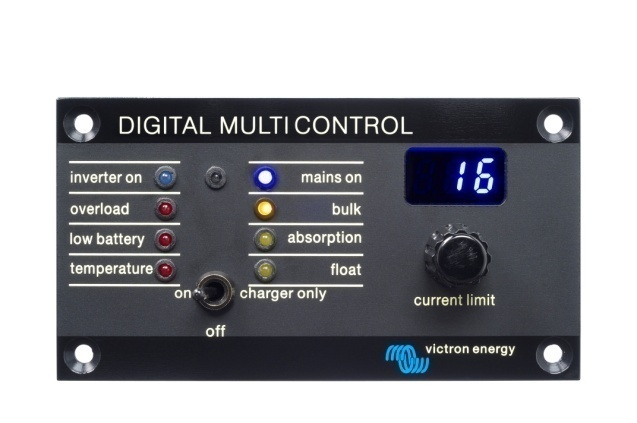 DIGITAL MULTI CONTROL
16
inverter on
mains on
overload
bulk
low battery
absorption
temperature
float
on
charger only
off
current limit
victron energy